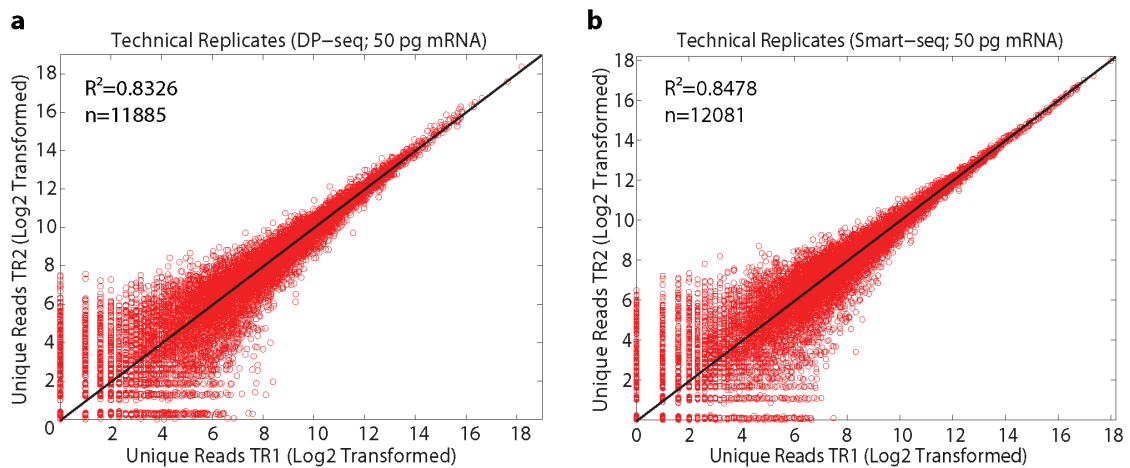 a
Technical Replicates (DP−seq; 50 pg mRNA)
R²=0.8326
n=11885
Unique Reads TR2 (Log2 Transformed)
18
16
14
12
10
8
6
4
2
0
2 4 6 8 10 12 14 16 18
Unique Reads TR1 (Log2 Transformed)
b
Technical Replicates (Smart−seq; 50 pg mRNA)
R²=0.8478
n=12081
Unique Reads TR2 (Log2 Transformed)
18
16
14
12
10
8
6
4
2
0 2 4 6 8 10 12 14 16 18
Unique Reads TR1 (Log2 Transformed)